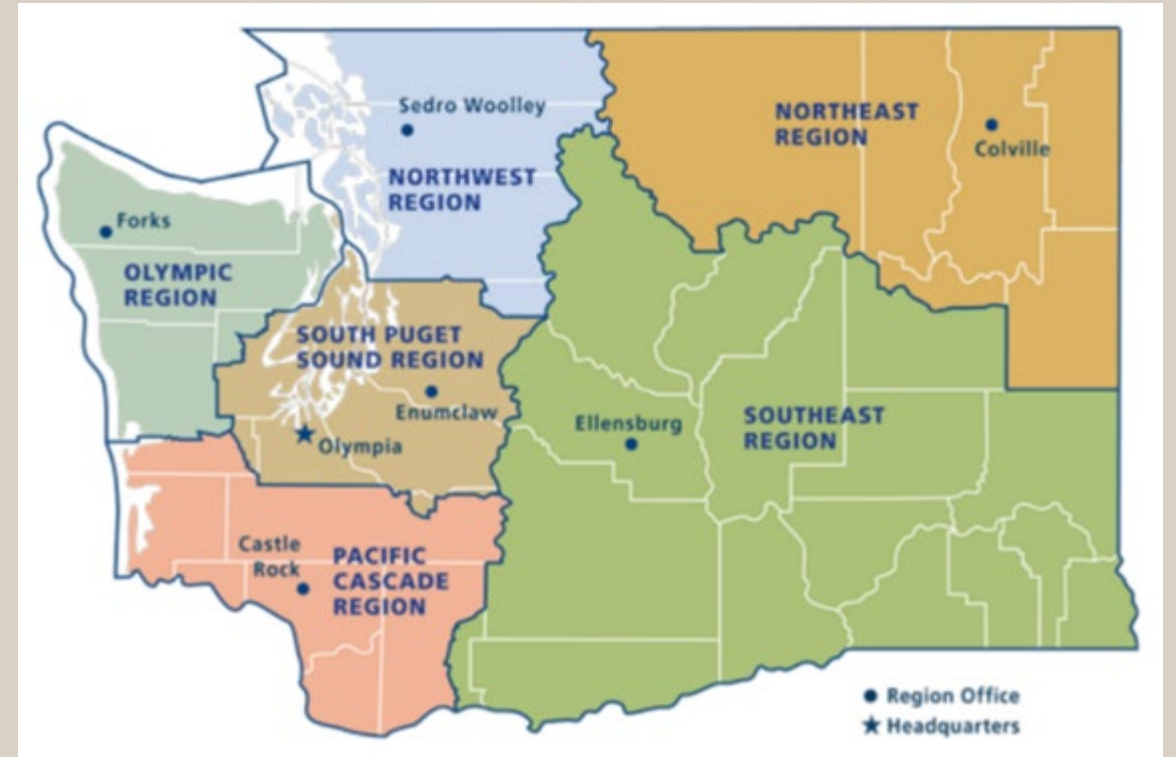 Sedro Woolley
NORTHWEST
REGION
NORTHEAST
REGION
Colville
Forks
OLYMPIC
REGION
SOUTH PUGET
SOUND REGION
Enumclaw
Olympia
Ellensburg
SOUTHEAST
REGION
Castle
Rock
PACIFIC
CASCADE
REGION
Region Office
Headquarters